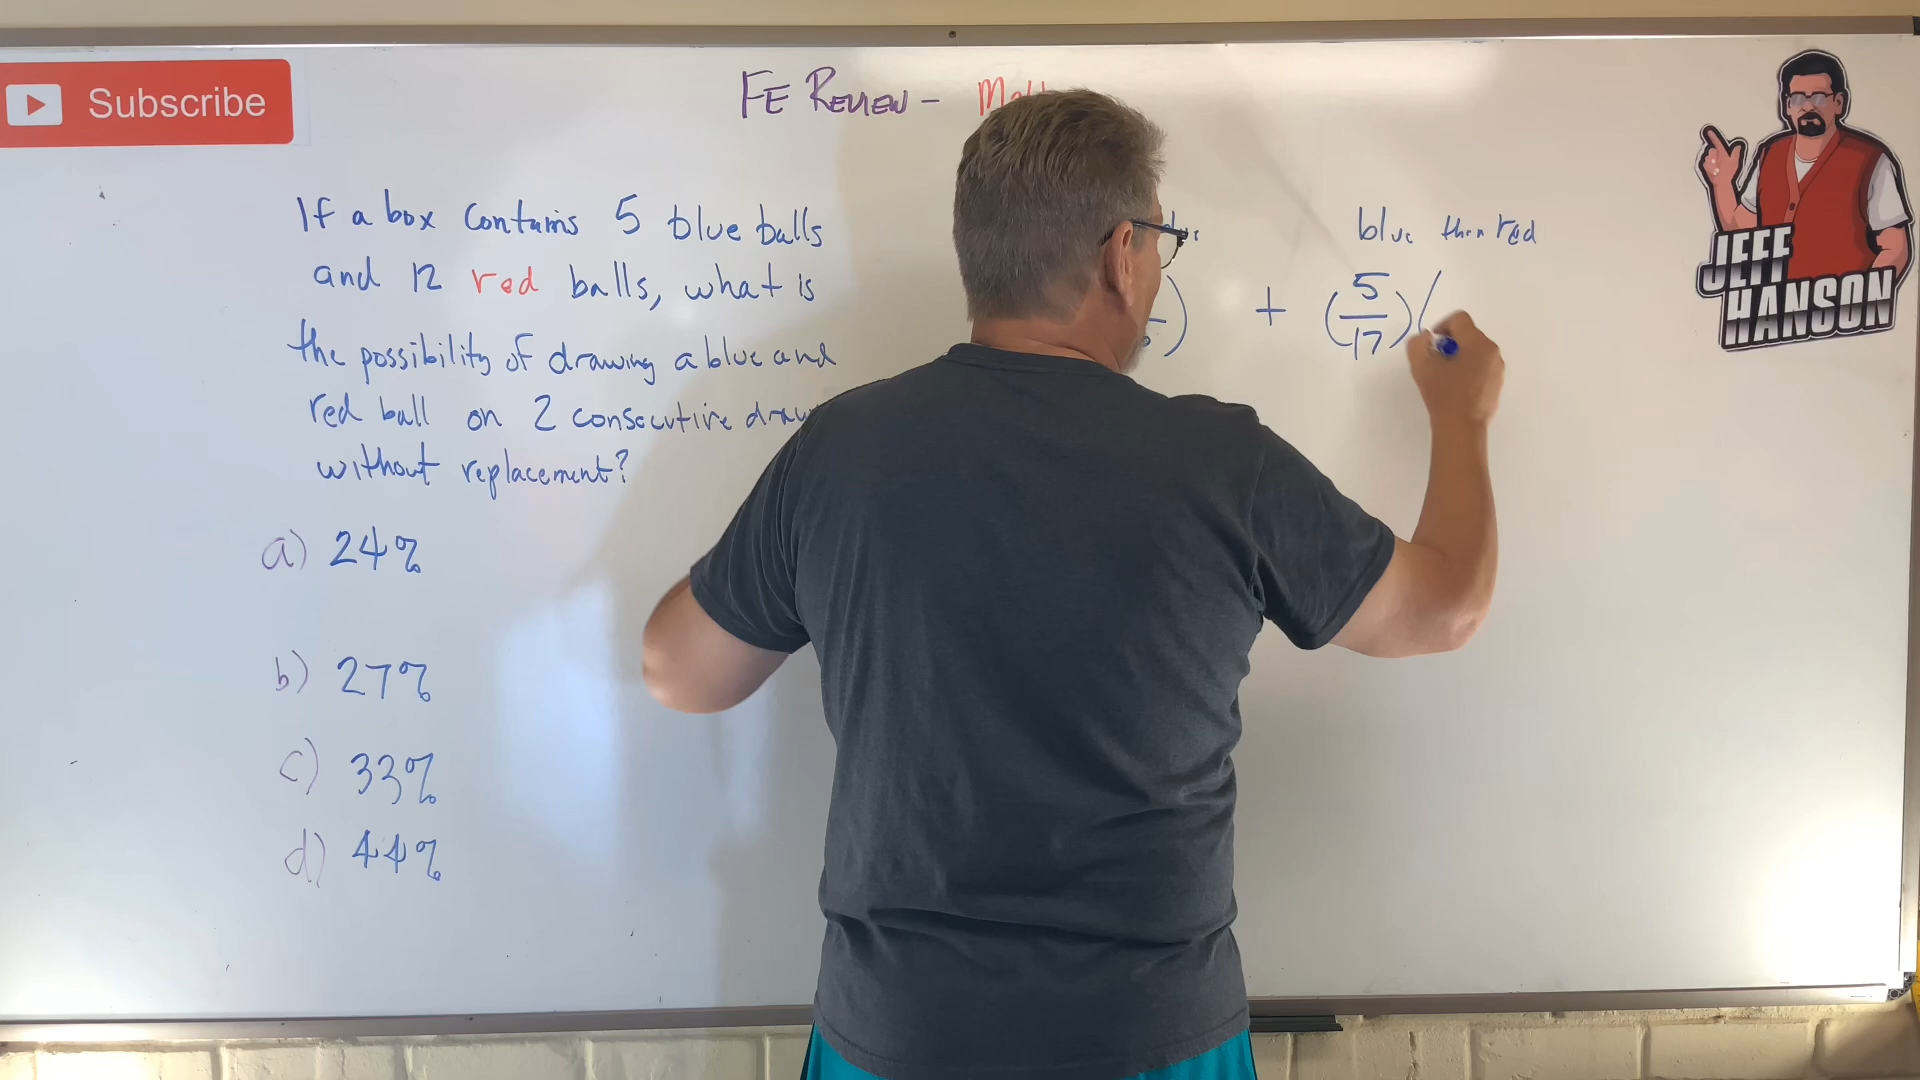 Subscribe
FE REVIEW -
If a box contains 5 blue balls
and 12 red balls, what is
the possibility of drawing a blue and
red ball on 2 consecutive
without replacement?
a) 24%
b) 27%
c) 33%
d) 44%
blue then red
+ (5/17)(
JEFF
HANSON